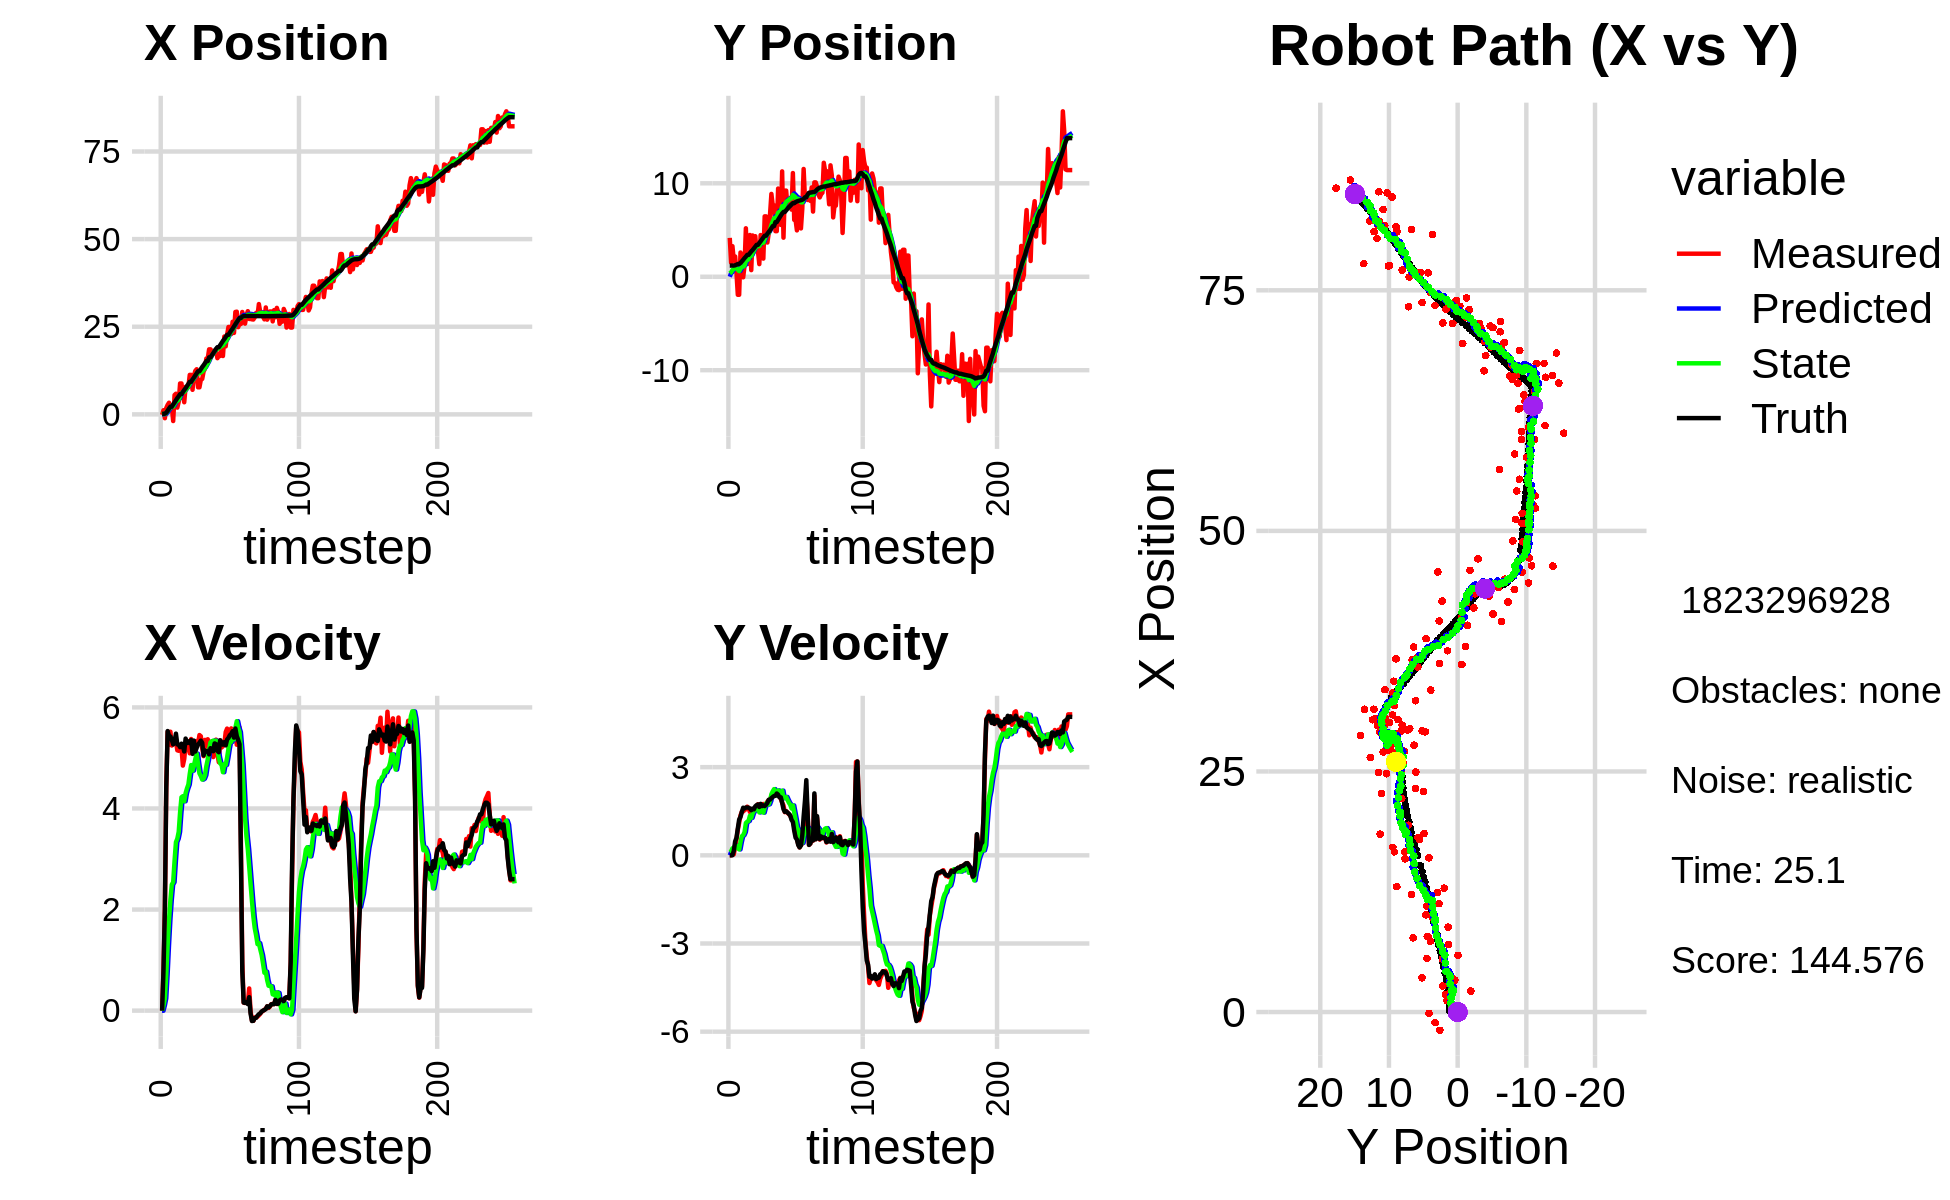 X Position
75
50
25
0
0
100
200
timestep
Y Position
10
0
-10
0
100
200
timestep
X Velocity
6
4
2
0
0
100
200
timestep
Y Velocity
3
0
-3
-6
0
100
200
timestep
Robot Path (X vs Y)
X Position
75
50
25
0
20 10 0 -10 -20
Y Position
variable
Measured
Predicted
State
Truth
1823296928
Obstacles: none
Noise: realistic
Time: 25.1
Score: 144.576